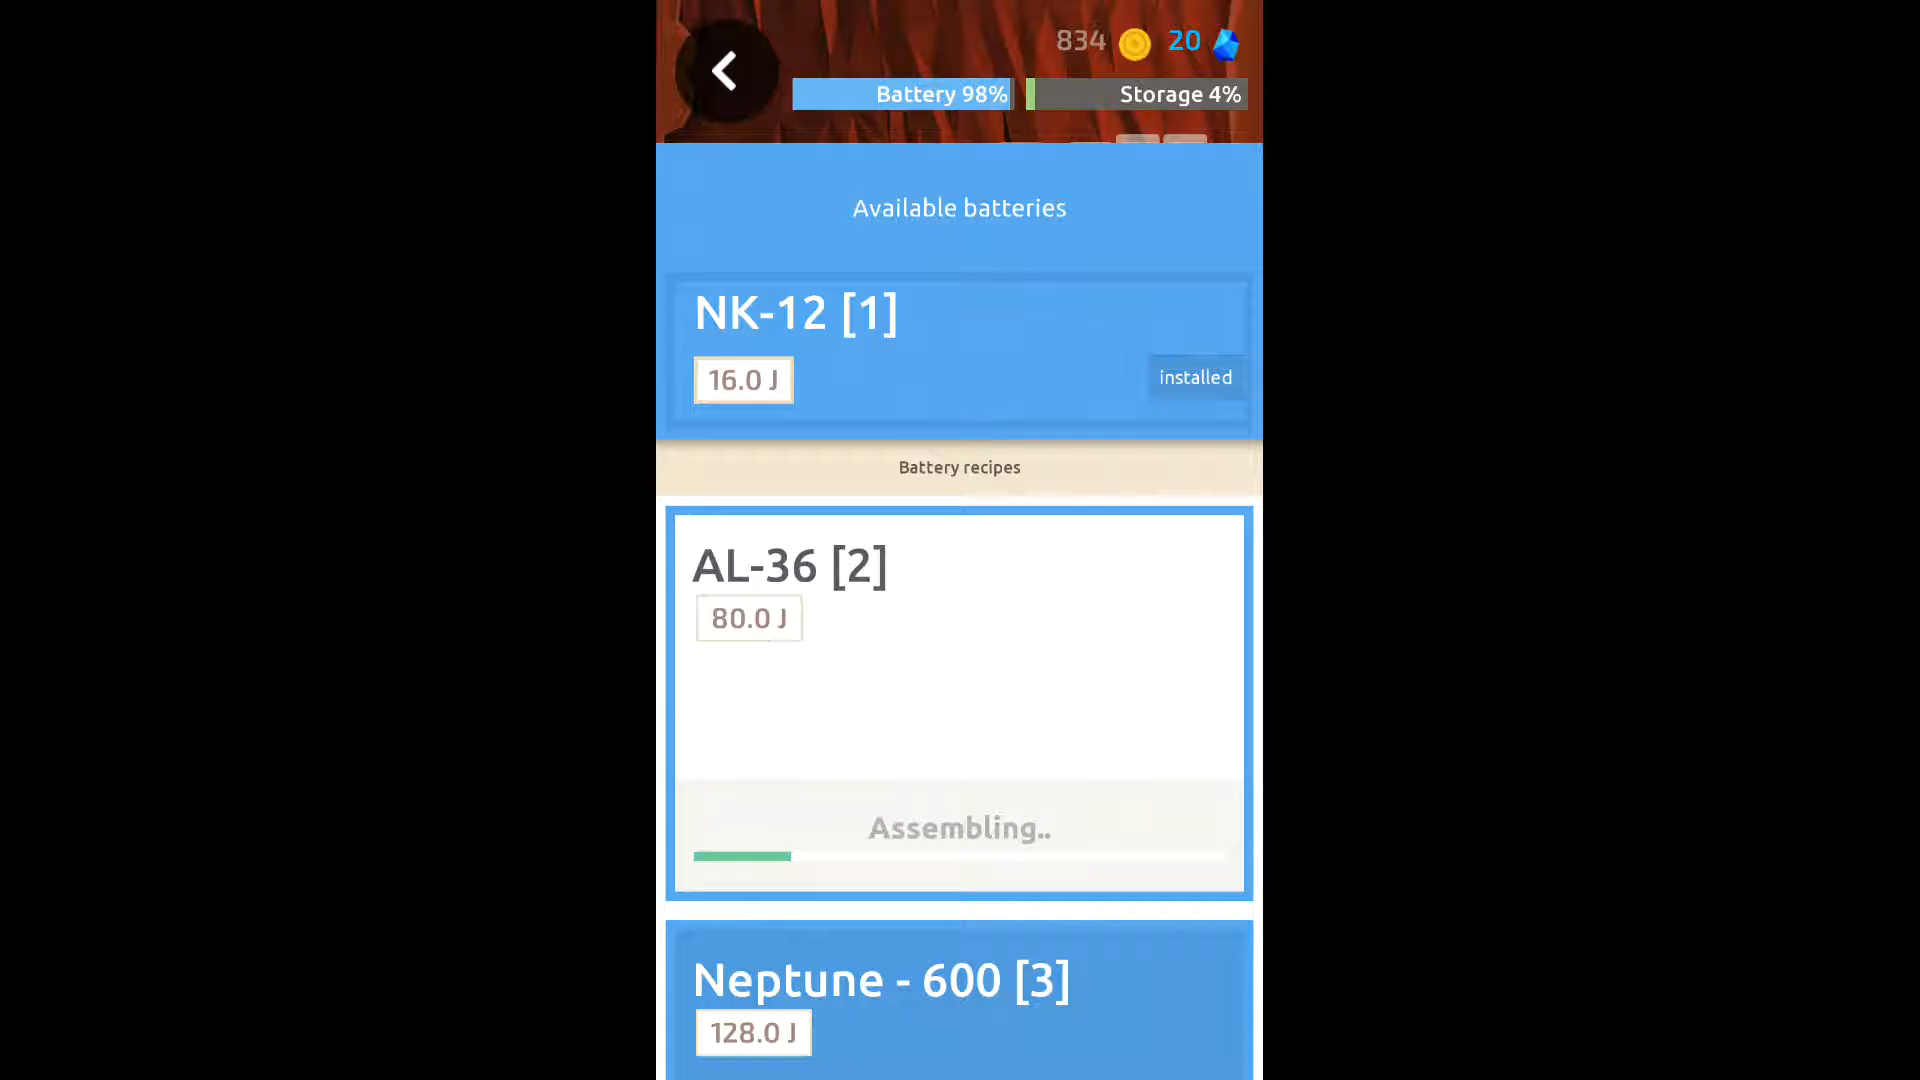 834 20
Battery 98% Storage 4%
Available batteries
NK-12 [1]
16.0 J
installed
Battery recipes
AL-36 [2]
80.0 J
Assembling..
Neptune - 600 [3]
128.0 J